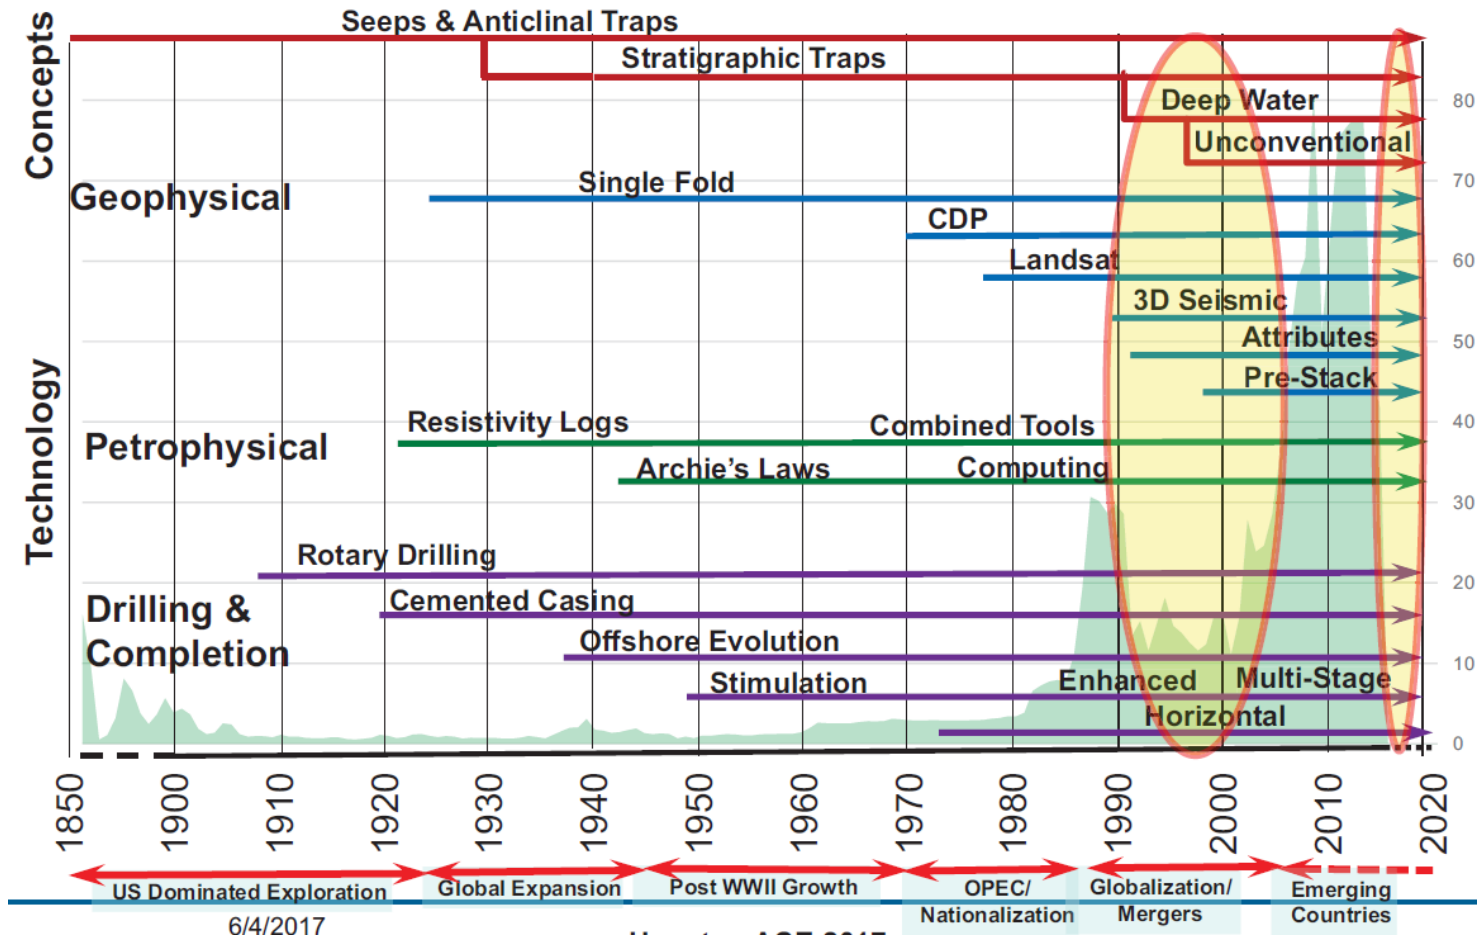 Seeps & Anticlinal Traps
Stratigraphic Traps
Deep Water
Unconventional
Concepts
Geophysical
Single Fold
CDP
Landsat
3D Seismic
Attributes
Pre-Stack
Technology
Petrophysical
Resistivity Logs
Combined Tools
Archie's Laws
Computing
Rotary Drilling
Drilling &
Completion
Cemented Casing
Offshore Evolution
Stimulation
Enhanced
Multi-Stage
Horizontal
80
70
60
50
40
30
20
10
0
1850
1900
1910
1920
1930
1940
1950
1960
1970
1980
1990
2000
2010
2020
US Dominated Exploration
Global Expansion
Post WWII Growth
OPEC/
Nationalization
Globalization/
Mergers
Emerging
Countries
6/4/2017